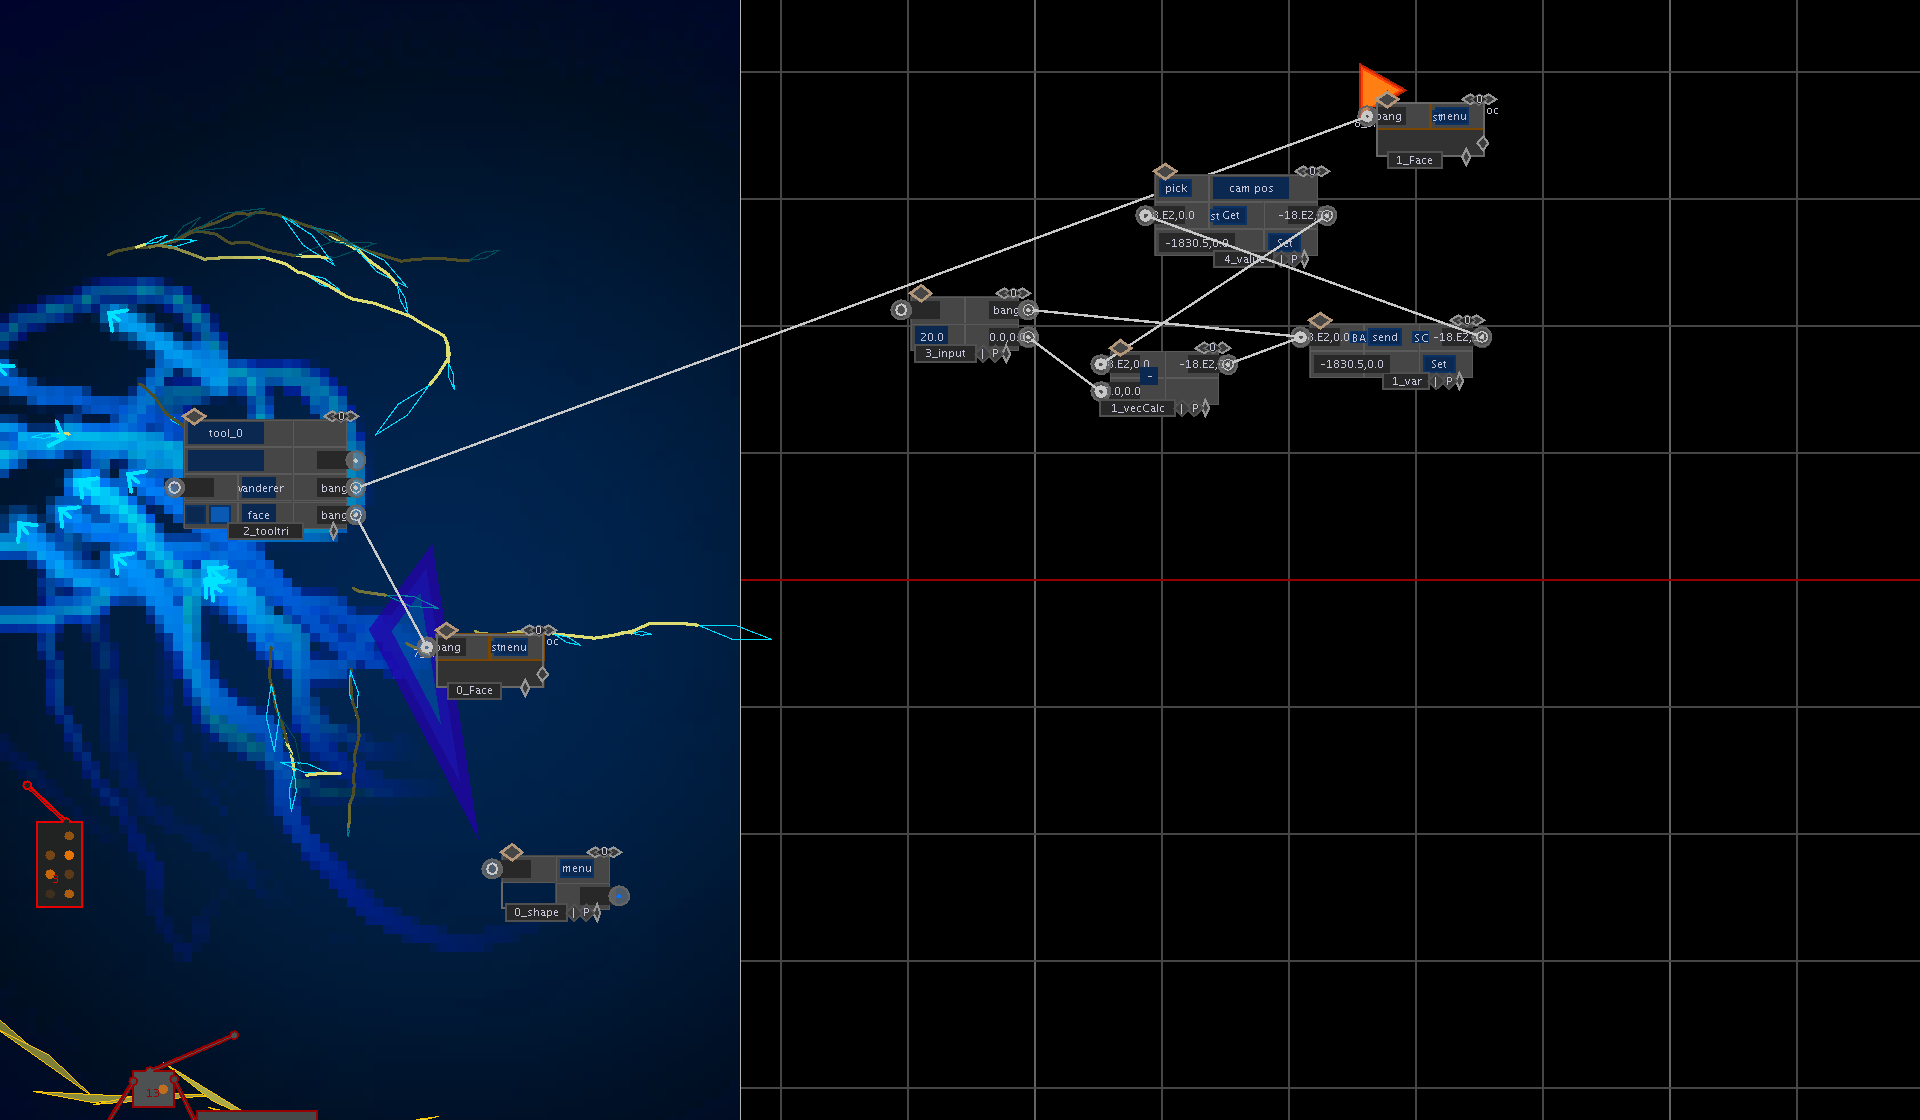 0
oc
bang
menu
1_Face
0
pick
cam pos
3.E2,0.0
st Get
-18.E2,
-1830.5,0.0
Set
4_value
P
0
bang
20.0
0.0,0.0
3_input
P
0
3.E2,0.0
BA
send
SC
-18.E2,
-1830.5,0.0
Set
1_var
P
0
3.E2,0.0
-18.E2,
-
.0,0.0
1_vecCalc
P
0
tool_0
vanderer
bang
face
bang
2_tooltri
0
oc
bang
menu
0_Face
0
menu
0_shape
P
13